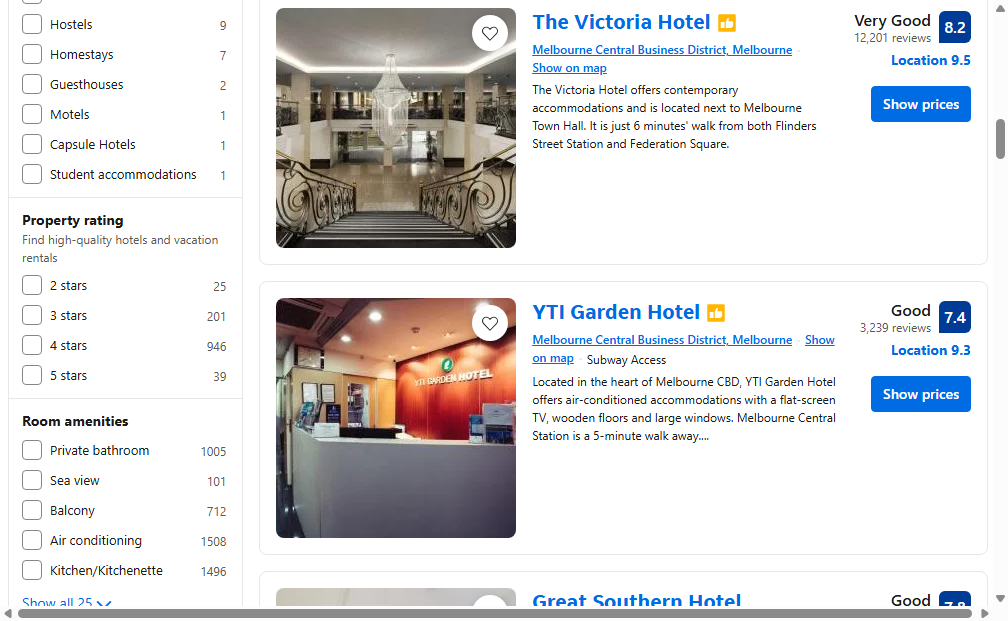 Hostels 9
Homestays 7
Guesthouses 2
Motels 1
Capsule Hotels 1
Student accommodations 1
Property rating
Find high-quality hotels and vacation
rentals
2 stars 25
3 stars 201
4 stars 946
5 stars 39
Room amenities
Private bathroom 1005
Sea view 101
Balcony 712
Air conditioning 1508
Kitchen/Kitchenette 1496
Show all 25
The Victoria Hotel
Melbourne Central Business District, Melbourne
Show on map
The Victoria Hotel offers contemporary
accommodations and is located next to Melbourne
Town Hall. It is just 6 minutes' walk from both Flinders
Street Station and Federation Square.
Very Good 8.2
12,201 reviews
Location 9.5
Show prices
YTI GARDEN HOTEL
YTI Garden Hotel
Melbourne Central Business District, Melbourne · Show
on map · Subway Access
Located in the heart of Melbourne CBD, YTI Garden Hotel
offers air-conditioned accommodations with a flat-screen
TV, wooden floors and large windows. Melbourne Central
Station is a 5-minute walk away....
Good 7.4
3,239 reviews
Location 9.3
Show prices
Great Southern Hotel
Good 7.8